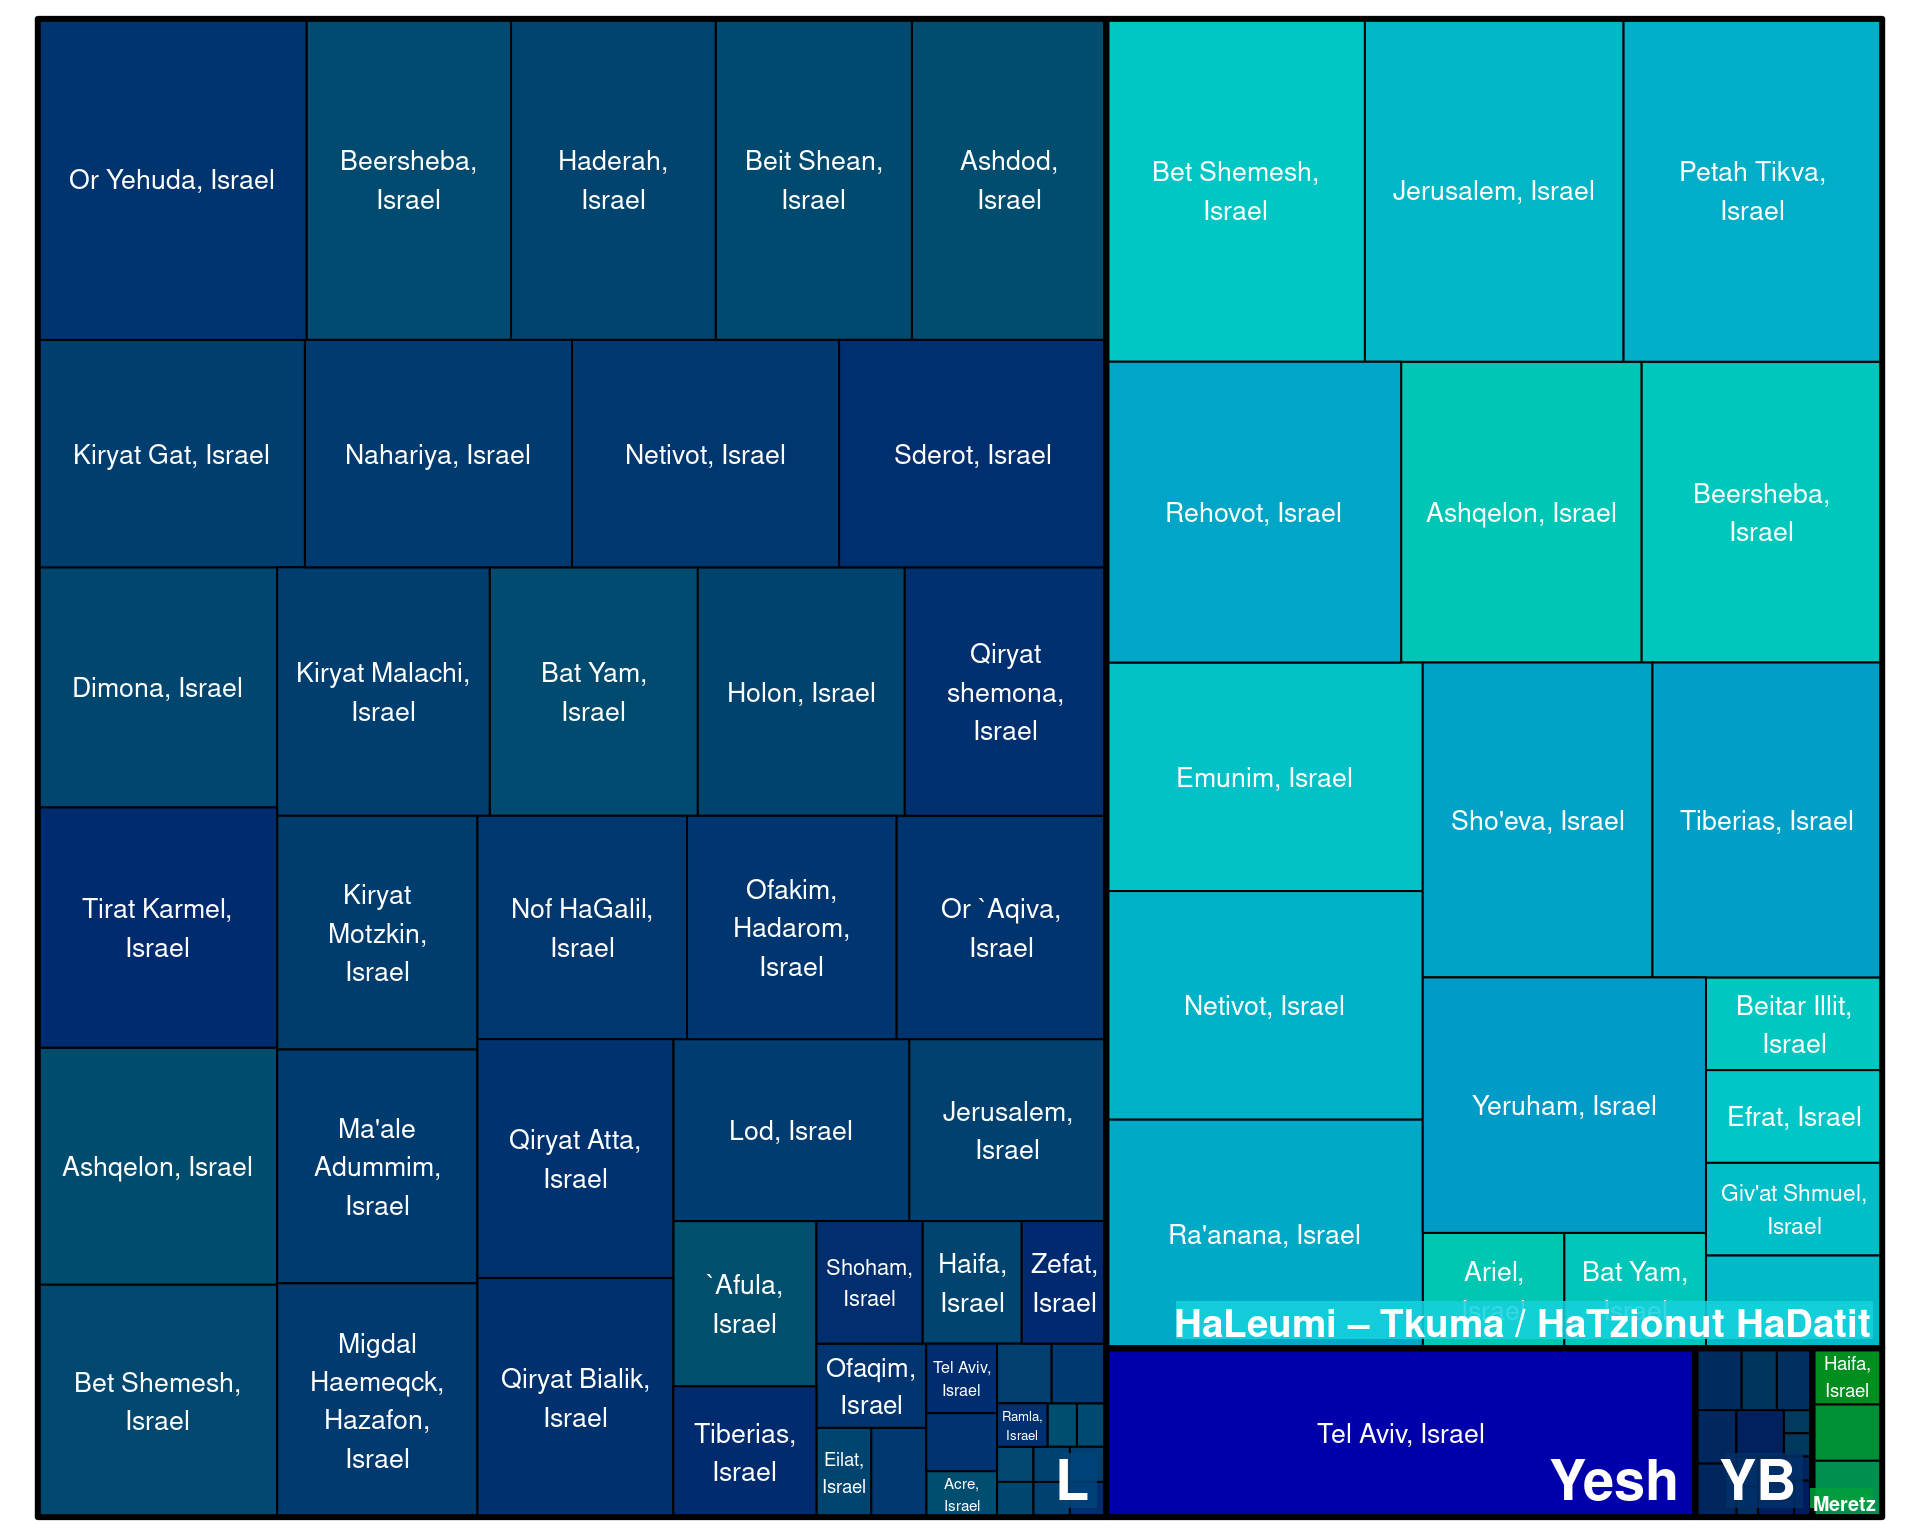 Or Yehuda, Israel
Beersheba,
Israel
Haderah,
Israel
Beit Shean,
Israel
Ashdod,
Israel
Kiryat Gat, Israel
Nahariya, Israel
Netivot, Israel
Sderot, Israel
Dimona, Israel
Kiryat Malachi,
Israel
Bat Yam,
Israel
Holon, Israel
Qiryat
shemona,
Israel
Tirat Karmel,
Israel
Kiryat
Motzkin,
Israel
Nof HaGalil,
Israel
Ofakim,
Hadarom,
Israel
Or `Aqiva,
Israel
Ashqelon, Israel
Ma'ale
Adummim,
Israel
Qiryat Atta,
Israel
Lod, Israel
Jerusalem,
Israel
Bet Shemesh,
Israel
Migdal
Haemeqck,
Hazafon,
Israel
Qiryat Bialik,
Israel
`Afula,
Israel
Shoham,
Israel
Haifa,
Israel
Zefat,
Israel
Tiberias,
Israel
Ofaqim,
Israel
Tel Aviv,
Israel
Ramla,
Israel
Eilat,
Israel
Acre,
Israel
L
Bet Shemesh,
Israel
Jerusalem, Israel
Petah Tikva,
Israel
Rehovot, Israel
Ashqelon, Israel
Beersheba,
Israel
Emunim, Israel
Sho'eva, Israel
Tiberias, Israel
Netivot, Israel
Yeruham, Israel
Beitar Illit,
Israel
Efrat, Israel
Giv'at Shmuel,
Israel
Ra'anana, Israel
Ariel,
Israel
Bat Yam,
Israel
HaLeumi – Tkuma / HaTzionut HaDatit
Tel Aviv, Israel
Yesh
YB
Haifa,
Israel
Meretz